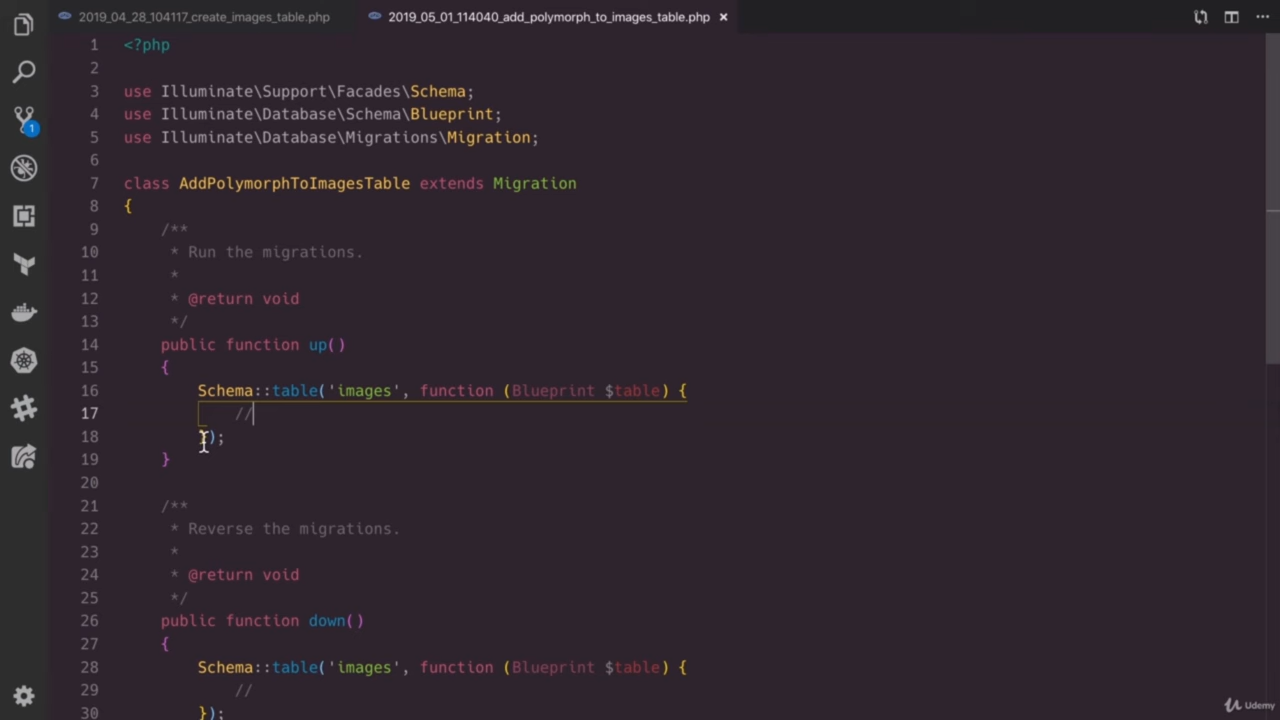 2019_04_28_104117_create_images_table.php
2019_05_01_114040_add_polymorph_to_images_table.php
1 <?php
2
3 use Illuminate\Support\Facades\Schema;
4 use Illuminate\Database\Schema\Blueprint;
5 use Illuminate\Database\Migrations\Migration;
6
7 class AddPolymorphToImagesTable extends Migration
8 {
9 /**
10 * Run the migrations.
11 *
12 * @return void
13 */
14 public function up()
15 {
16 Schema::table('images', function (Blueprint $table) {
17 //
18 });
19 }
20
21 /**
22 * Reverse the migrations.
23 *
24 * @return void
25 */
26 public function down()
27 {
28 Schema::table('images', function (Blueprint $table) {
29 //
30 });
1
Udemy